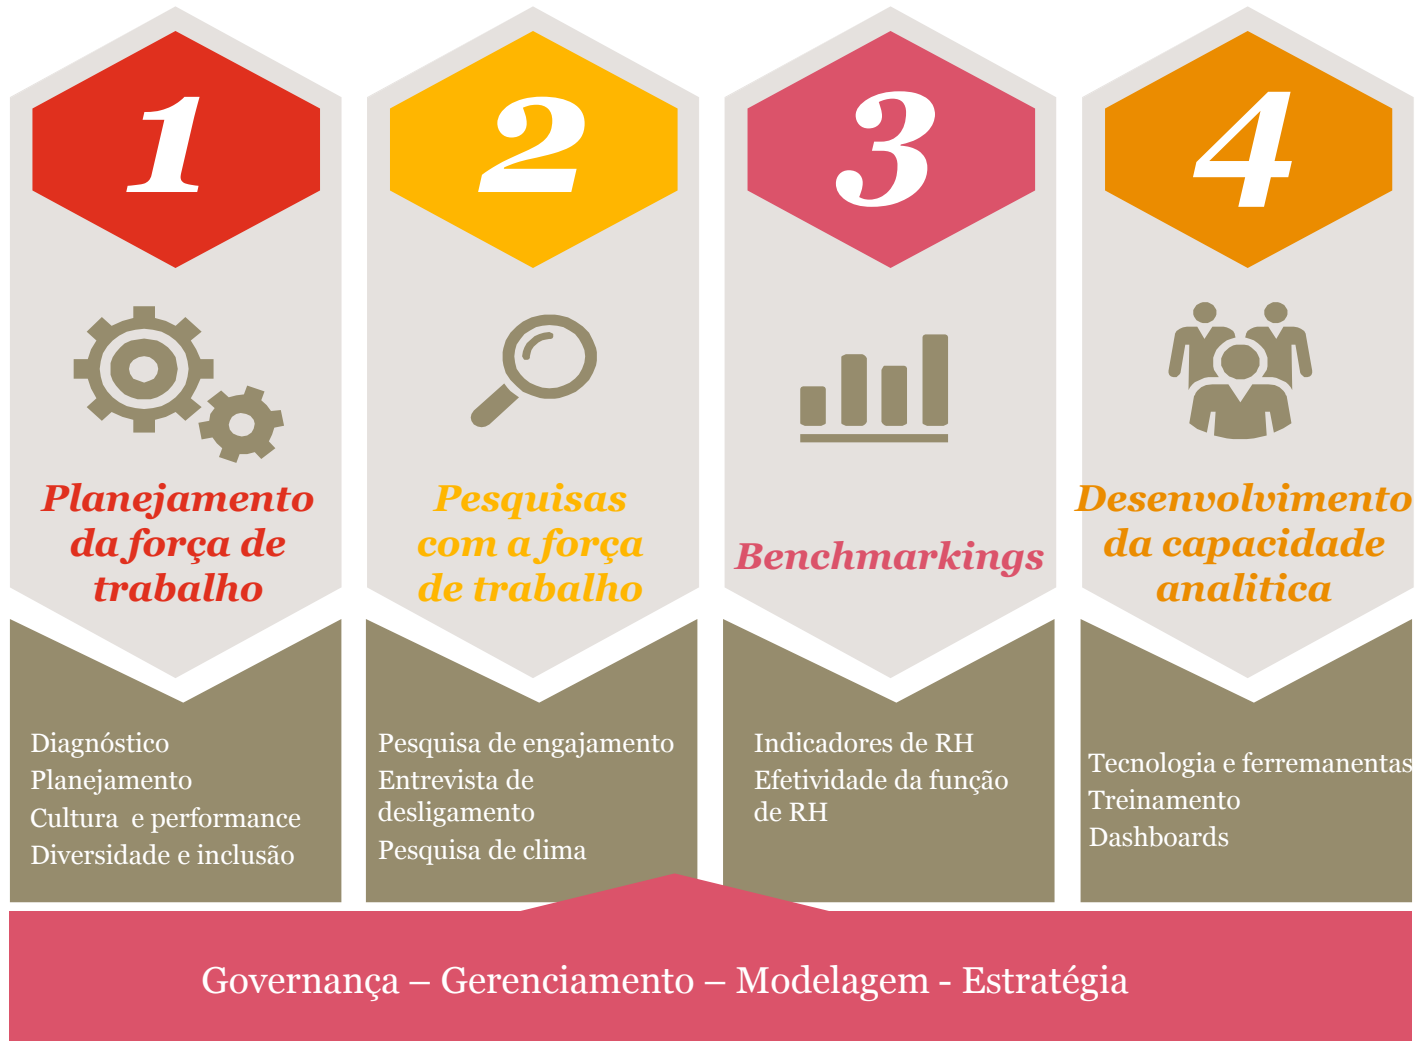 1
Planejamento
da força de
trabalho
Diagnóstico
Planejamento
Cultura e performance
Diversidade e inclusão
2
Pesquisas
com a força
de trabalho
Pesquisa de engajamento
Entrevista de
desligamento
Pesquisa de clima
3
Benchmarkings
Indicadores de RH
Efetividade da função
de RH
4
Desenvolvimento
da capacidade
analitica
Tecnologia e ferremanentas
Treinamento
Dashboards
Governança – Gerenciamento – Modelagem - Estratégia